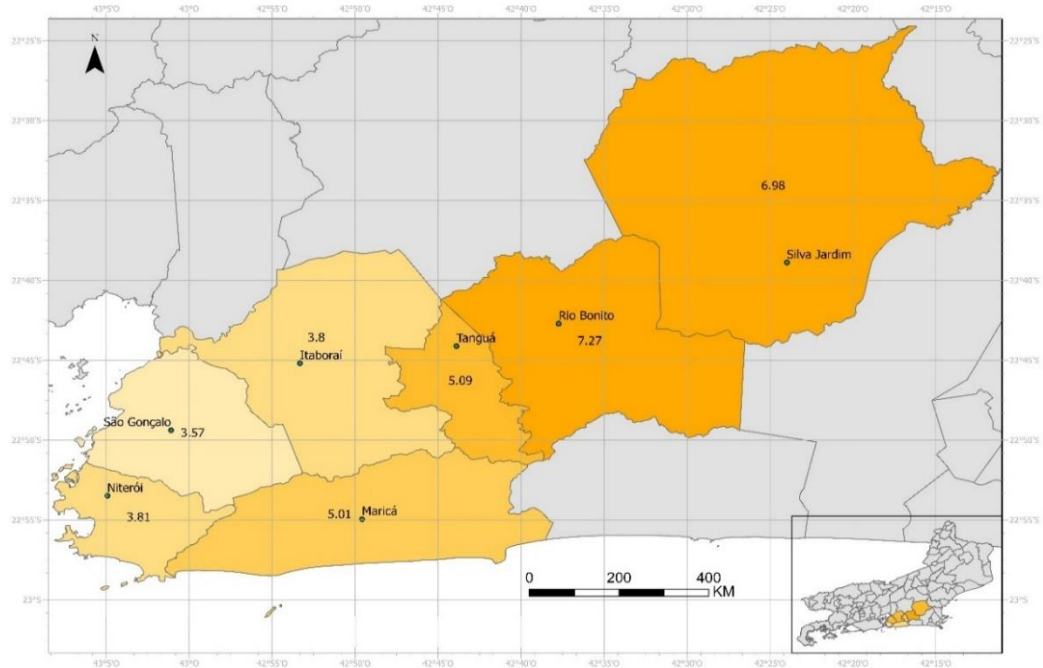 43°5'O 43°O 42°55'O 42°50'O 42°45'O 42°40'O 42°35'O 42°30'O 42°25'O 42°20'O 42°15'O
N
22°25'S 22°25'S
22°30'S 22°30'S
6.98
22°35'S 22°35'S
Silva Jardim
22°40'S 22°40'S
Rio Bonito
3.8 Tanguá 7.27
Itaboraí
22°45'S 22°45'S
5.09
São Gonçalo 3.57
22°50'S 22°50'S
Niterói
3.81 5.01 Maricá
22°55'S 22°55'S
0 200 400
KM
23°S 23°S
43°5'O 43°O 42°55'O 42°50'O 42°45'O 42°40'O 42°35'O 42°30'O 42°25'O 42°20'O 42°15'O